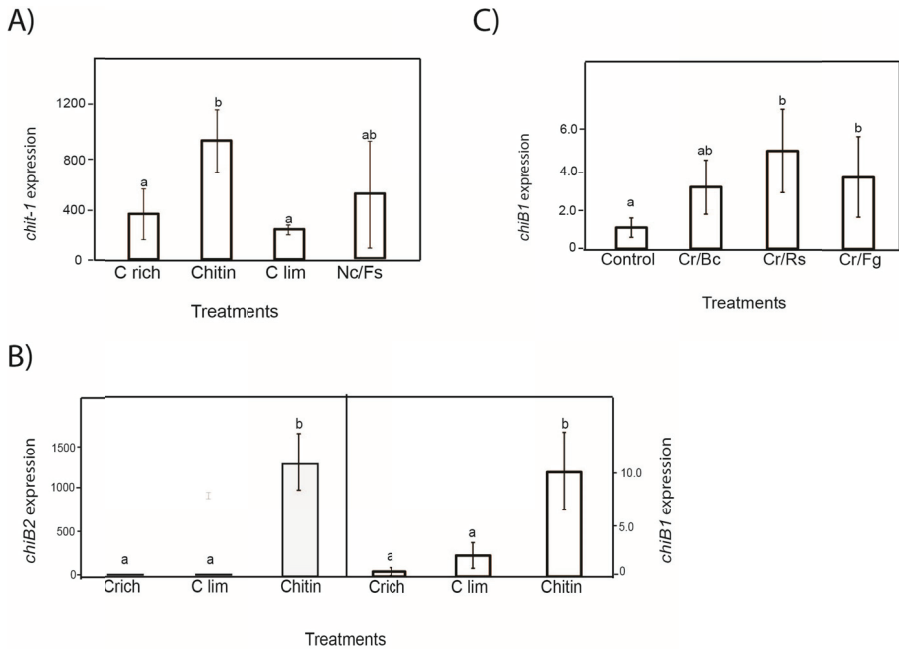 A)
chit-1 expression
1200
800
400
0
a
b
a
ab
C rich Chitin C lim Nc/Fs
Treatments
C)
chiB1 expression
6.0
4.0
2.0
0
a
ab
b
b
Control Cr/Bc Cr/Rs Cr/Fg
Treatments
B)
chiB2 expression
1500
1000
500
0
a
a
b
a
a
b
Crich C lim Chitin Crich C lim Chitin
10.0
5.0
0
chiB1 expression
Treatments